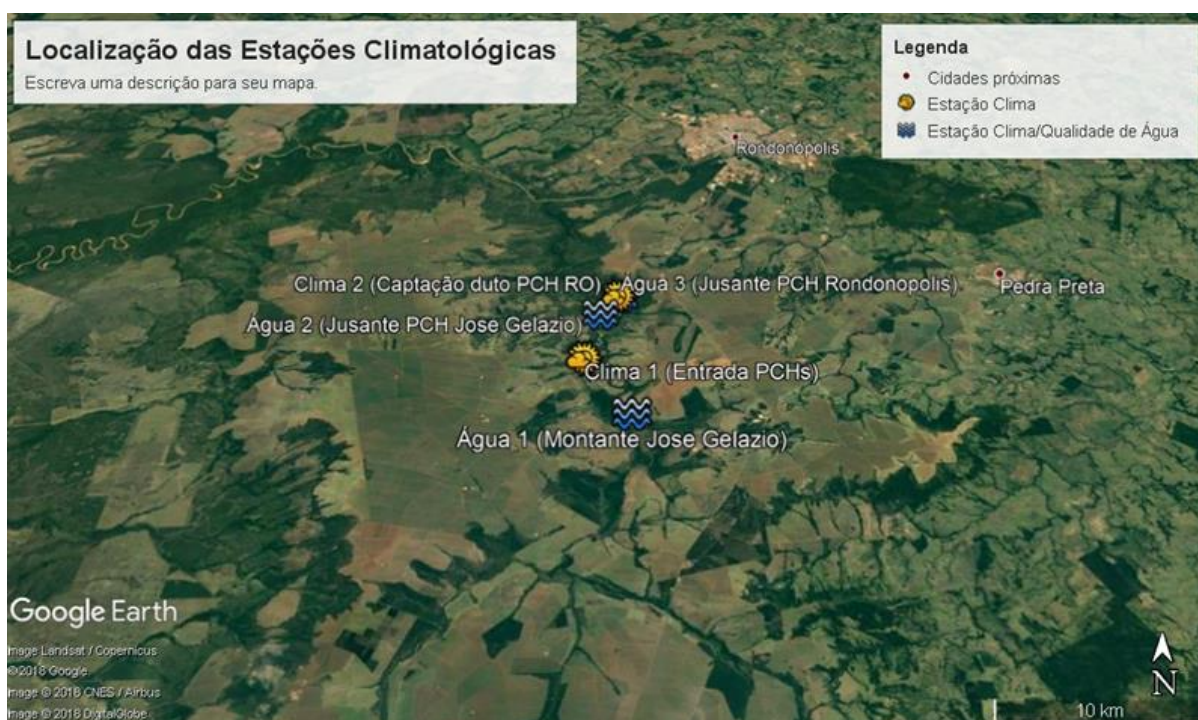 Localização das Estações Climatológicas
Escreva uma descrição para seu mapa.
Legenda
Cidades próximas
Estação Clima
Estação Clima/Qualidade de Água
Rondonópolis
Pedra Preta
Clima 2 (Captação duto PCH RO)
Água 3 (Jusante PCH Rondonopolis)
Água 2 (Jusante PCH Jose Gelazio)
Clima 1 (Entrada PCHs)
Água 1 (Montante Jose Gelazio)
Google Earth
Image Landsat / Copernicus
©2018 Google
Image © 2018 CNES / Airbus
Image © 2018 DigitalGlobe
N
10 km